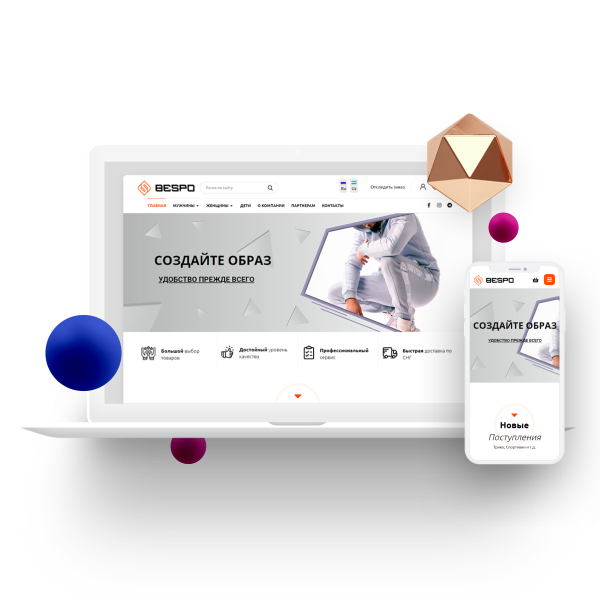 BESPO
Поиск по сайту
Ru
Uz
Отследить заказ
ГЛАВНАЯ МУЖЧИНЫ ЖЕНЩИНЫ ДЕТИ О КОМПАНИИ ПАРТНЕРАМ КОНТАКТЫ
СОЗДАЙТЕ ОБРАЗ
УДОБСТВО ПРЕЖДЕ ВСЕГО
Большой выбор
товаров
Достойный уровень
качества
Профессиональный
сервис
Быстрая доставка по
СНГ
BESPO
СОЗДАЙТЕ ОБРАЗ
УДОБСТВО ПРЕЖДЕ ВСЕГО
Новые
Поступления